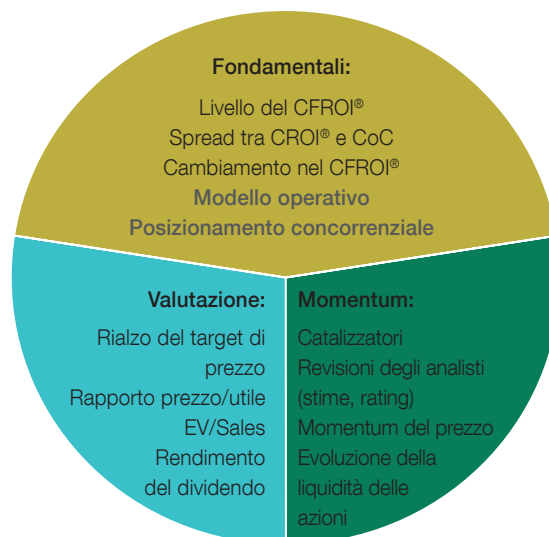 Fondamentali:
Livello del CFROI®
Spread tra CROI® e CoC
Cambiamento nel CFROI®
Modello operativo
Posizionamento concorrenziale
Valutazione:
Rialzo del target di
prezzo
Rapporto prezzo/utile
EV/Sales
Rendimento
del dividendo
Momentum:
Catalizzatori
Revisioni degli analisti
(stime, rating)
Momentum del prezzo
Evoluzione della
liquidità delle
azioni